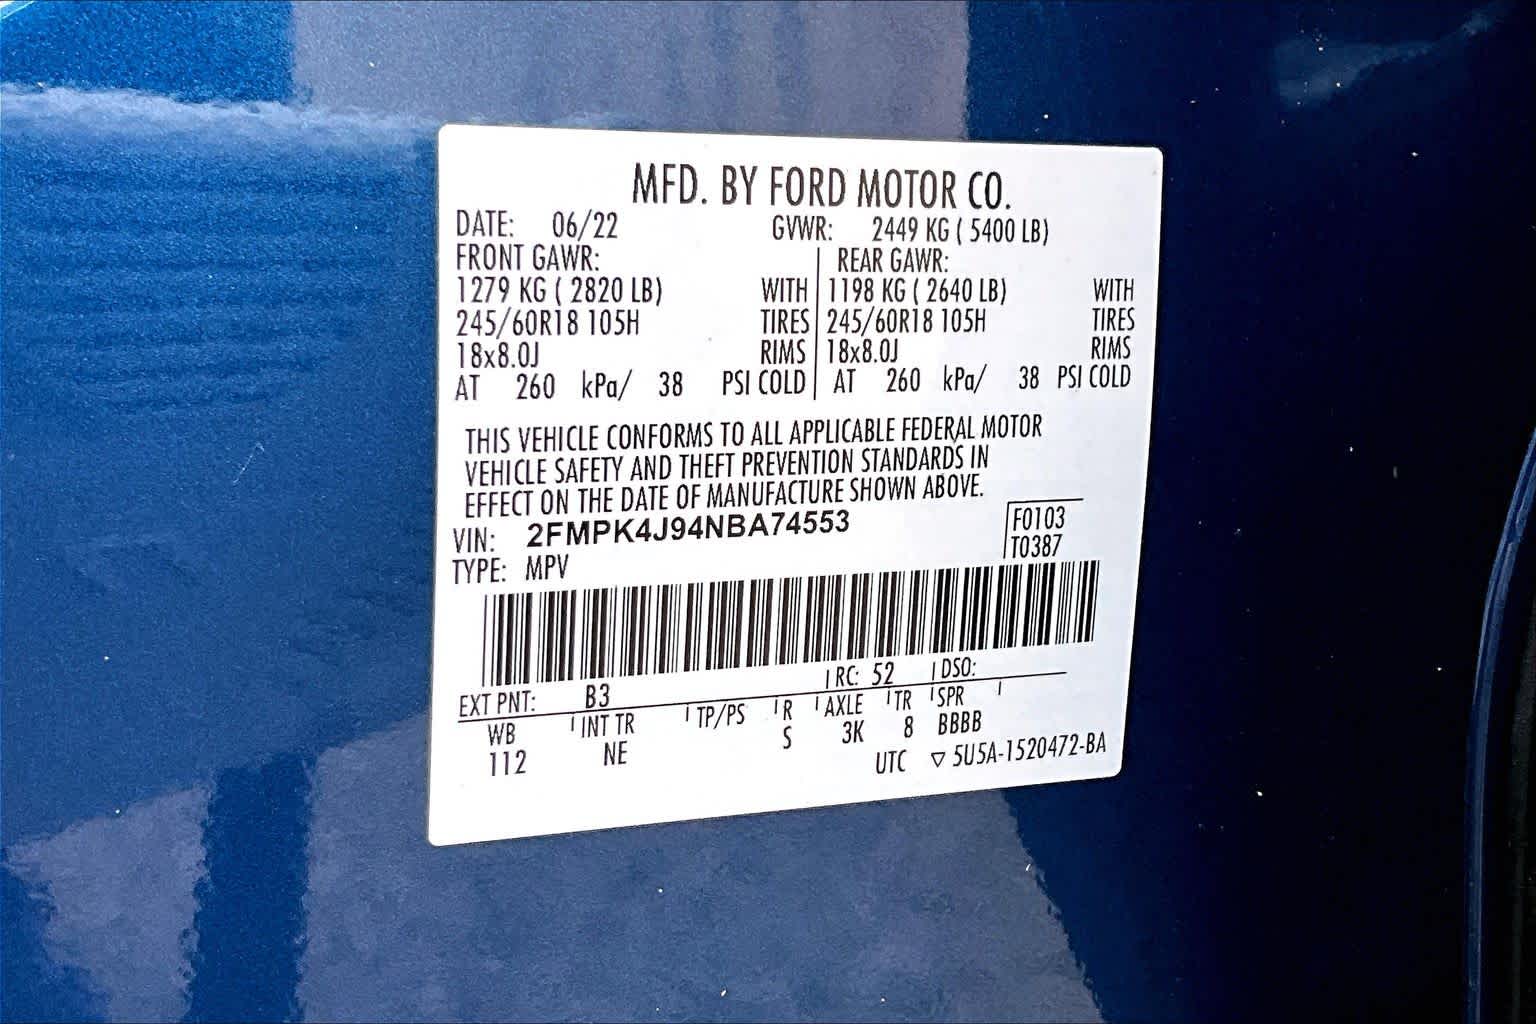 MFD. BY FORD MOTOR CO.
DATE: 06/22 GVWR: 2449 KG ( 5400 LB)
FRONT GAWR: REAR GAWR:
1279 KG ( 2820 LB) WITH 1198 KG ( 2640 LB) WITH
245/60R18 105H TIRES 245/60R18 105H TIRES
18x8.0J RIMS 18x8.0J RIMS
AT 260 kPa/ 38 PSI COLD AT 260 kPa/ 38 PSI COLD
THIS VEHICLE CONFORMS TO ALL APPLICABLE FEDERAL MOTOR
VEHICLE SAFETY AND THEFT PREVENTION STANDARDS IN
EFFECT ON THE DATE OF MANUFACTURE SHOWN ABOVE.
VIN: 2FMPK4J94NBA74553 F0103
TYPE: MPV T0387
EXT PNT: B3 RC: 52 DSO:
WB INT TR TP/PS R AXLE TR SPR
112 NE S 3K 8 BBBB
UTC ▽ 5U5A-1520472-BA